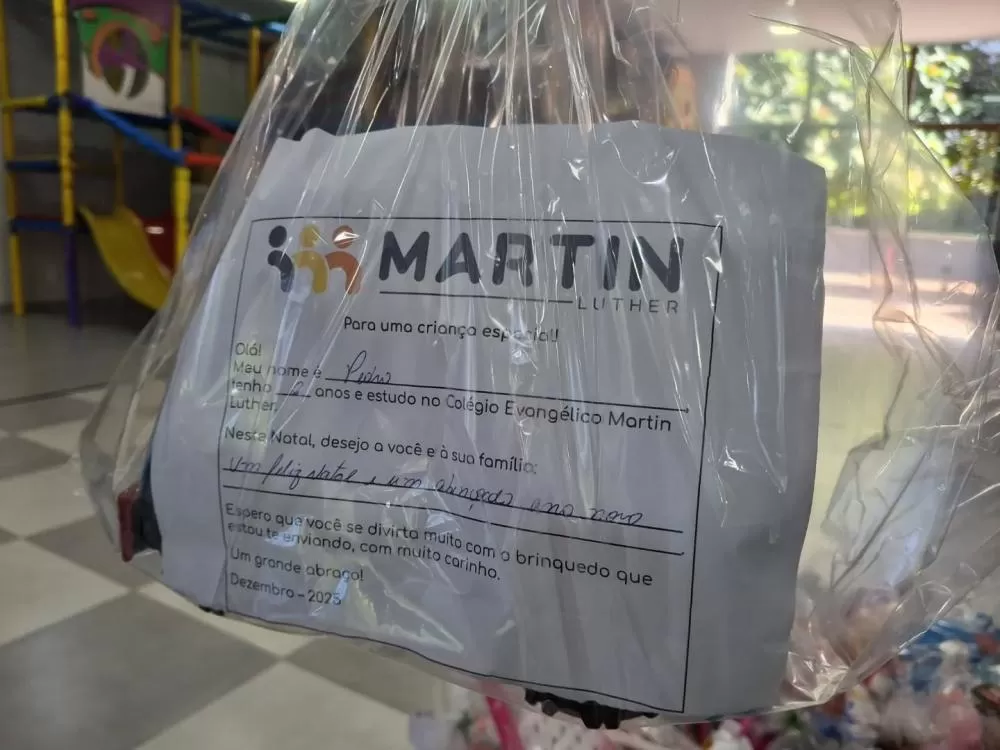 MARTIN
LUTHER
Para uma criança especial!
Olá!
Meu nome é Pedro
tenho 2 anos e estudo no Colégio Evangélico Martin
Luther.
Neste Natal, desejo a você e à sua família:
Um feliz natal e um abençoado ano novo
Espero que você se divirta muito com o brinquedo que
estou te enviando, com muito carinho.
Um grande abraço!
Dezembro - 2025